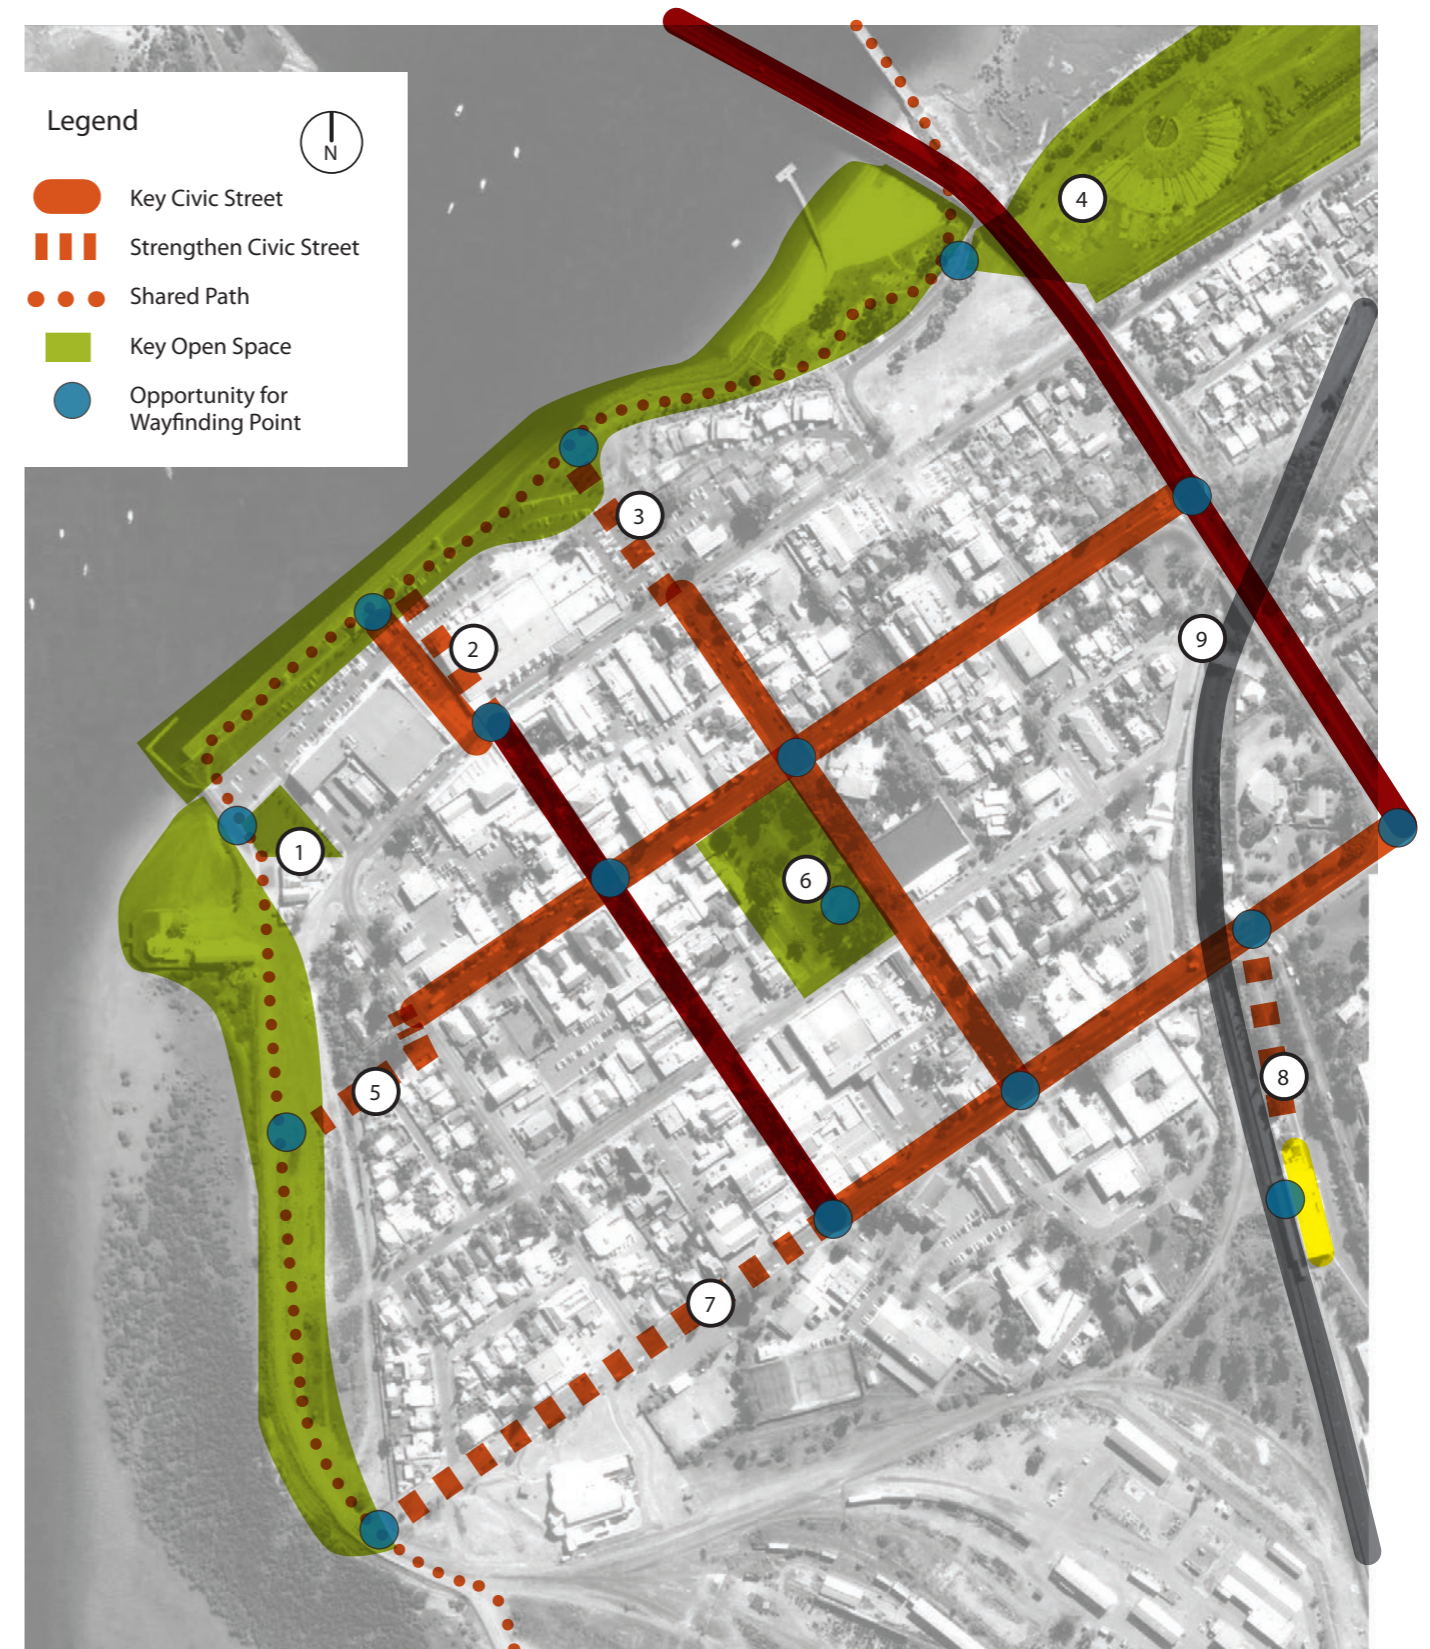 Legend
N
Key Civic Street
Strengthen Civic Street
Shared Path
Key Open Space
Opportunity for
Wayfinding Point
4
3
2
9
1
6
5
8
7